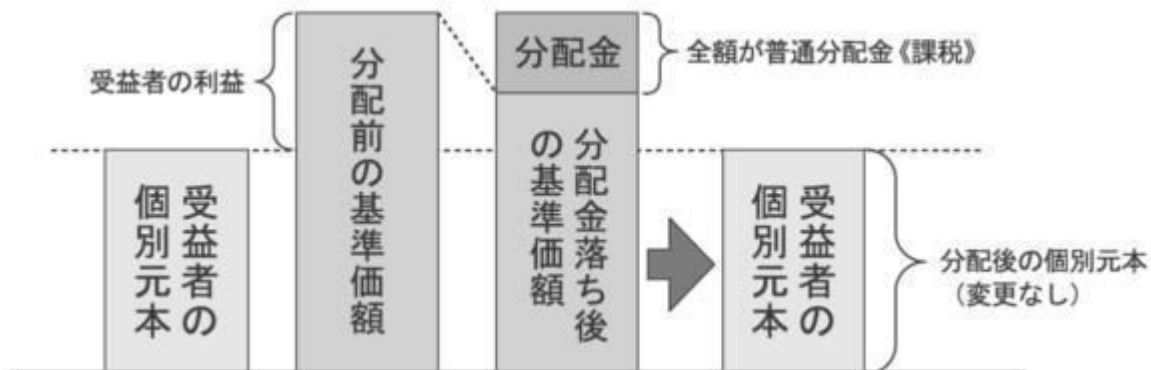 受益者の利益
受益者の
個別元本
分配前の基準価額
分配金
全額が普通分配金《課税》
分配金落ち後
の基準価額
受益者の
個別元本
分配後の個別元本
（変更なし）